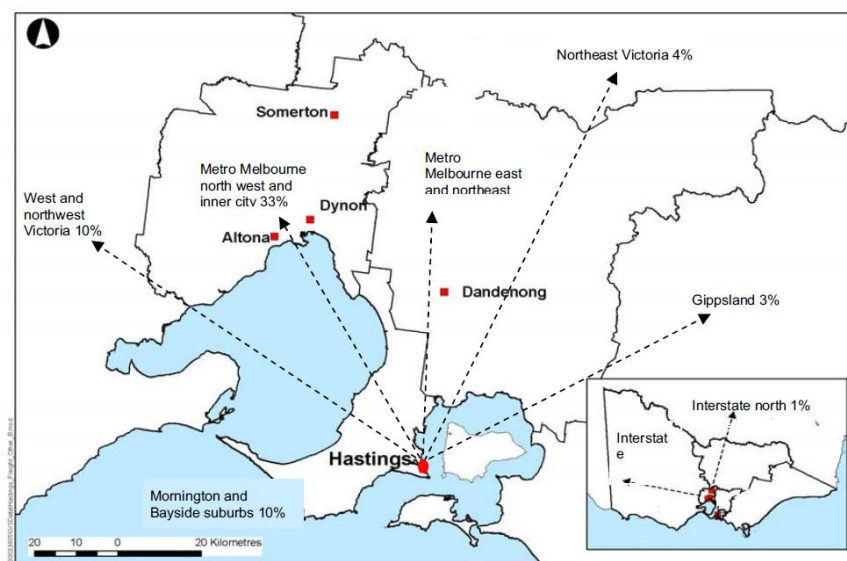 Northeast Victoria 4%
Somerton
Metro Melbourne
north west and
inner city 33%
Metro
Melbourne east
and northeast
West and
northwest
Victoria 10%
Dynon
Altona
Dandenong
Gippsland 3%
Interstate north 1%
Interstat
e
Hastings
Mornington and
Bayside suburbs 10%
20 10 0 20 Kilometres